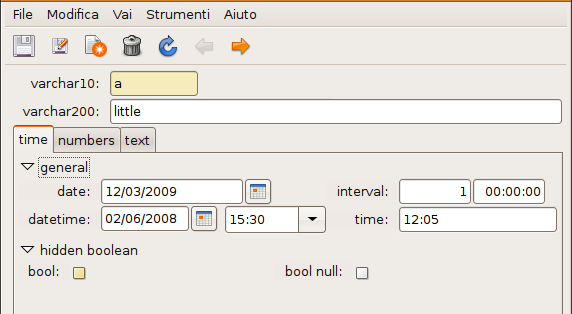 File Modifica Vai Strumenti Aiuto
varchar10: a
varchar200: little
time numbers text
general
date: 12/03/2009 interval: 1 00:00:00
datetime: 02/06/2008 15:30 time: 12:05
hidden boolean
bool: bool null: